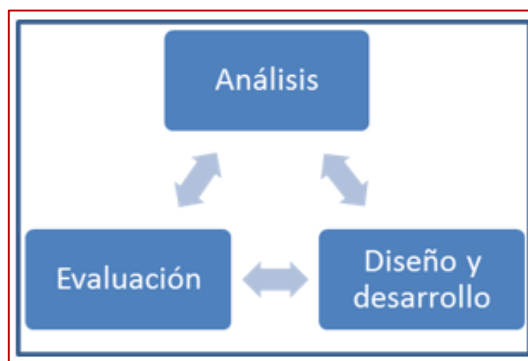 Análisis
Evaluación
Diseño y
desarrollo